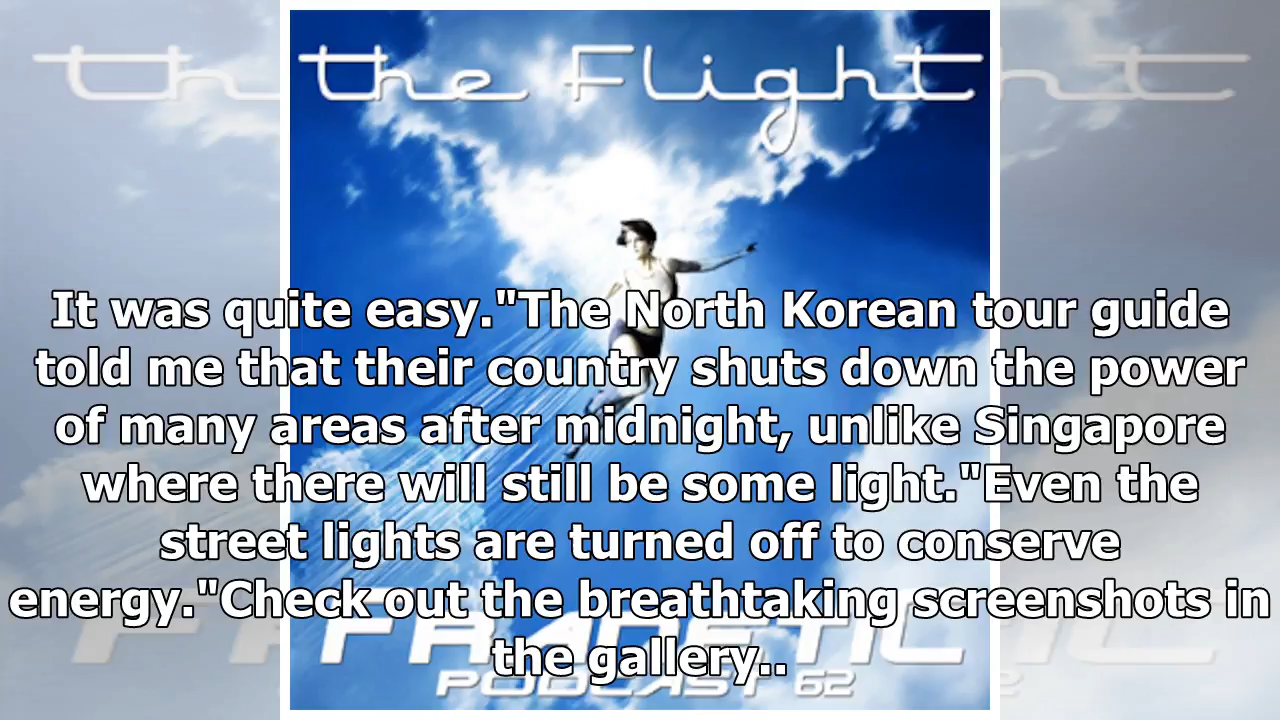 the Flight
It was quite easy."The North Korean tour guide
told me that their country shuts down the power
of many areas after midnight, unlike Singapore
where there will still be some light."Even the
street lights are turned off to conserve
energy."Check out the breathtaking screenshots in
the gallery..
PODCAST 62